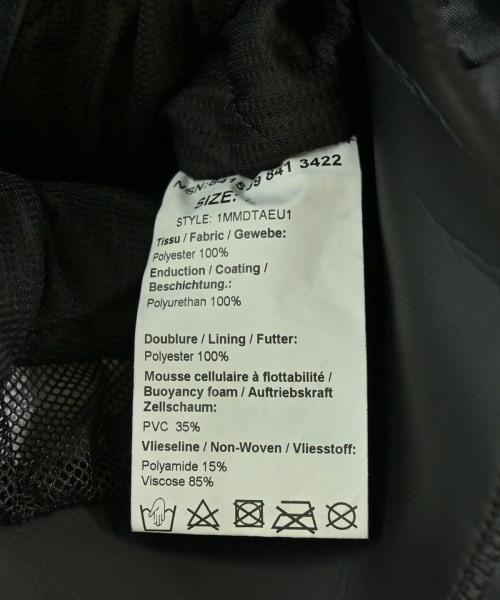 841 3422
SIZE:
STYLE: 1MMDTAEU1
Tissu / Fabric / Gewebe:
Polyester 100%
Enduction / Coating /
Beschichtung.:
Polyurethan 100%
Doublure / Lining / Futter:
Polyester 100%
Mousse cellulaire à flottabilité /
Buoyancy foam / Auftriebskraft
Zellschaum:
PVC 35%
Vlieseline / Non-Woven / Vliesstoff:
Polyamide 15%
Viscose 85%